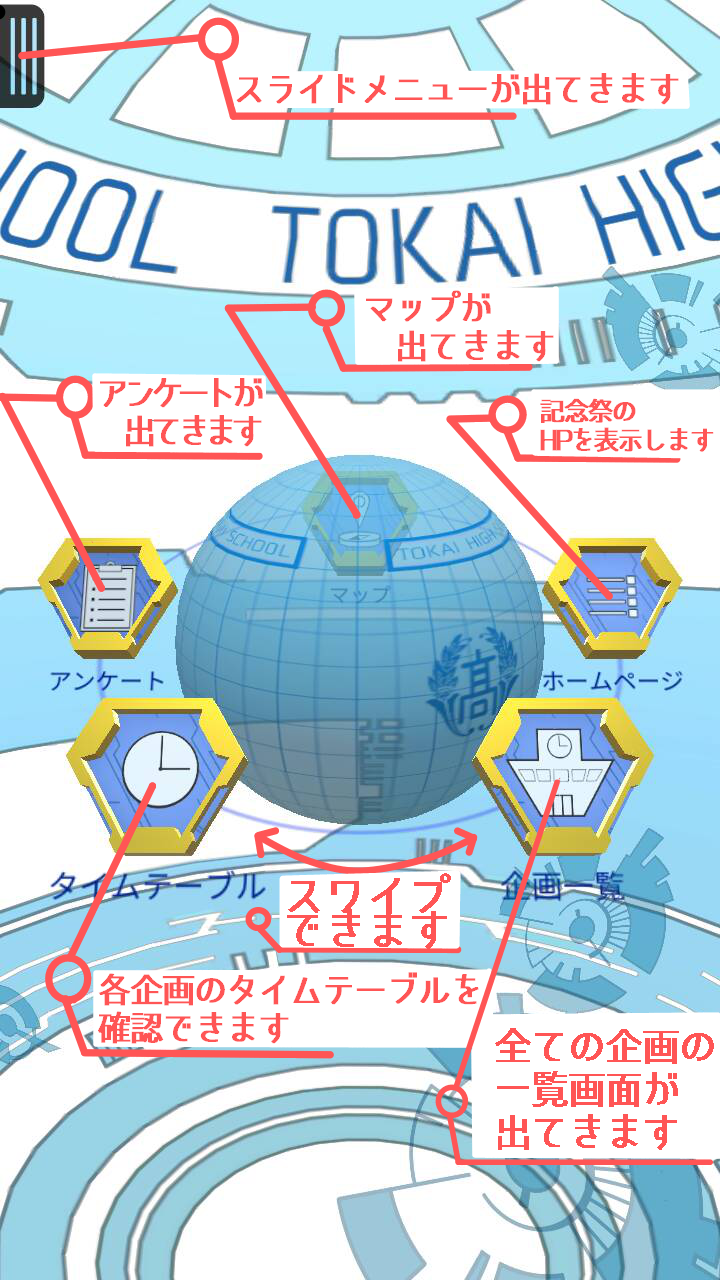 スライドメニューが出てきます
HOOL TOKAI HIG
マップが
出てきます
アンケートが
出てきます
記念祭の
HPを表示します
SCHOOL
TOKAI HIGH
マップ
高
アンケート
ホームページ
タイムテーブル
企画一覧
スワイプ
できます
各企画のタイムテーブルを
確認できます
全ての企画の
一覧画面が
出てきます